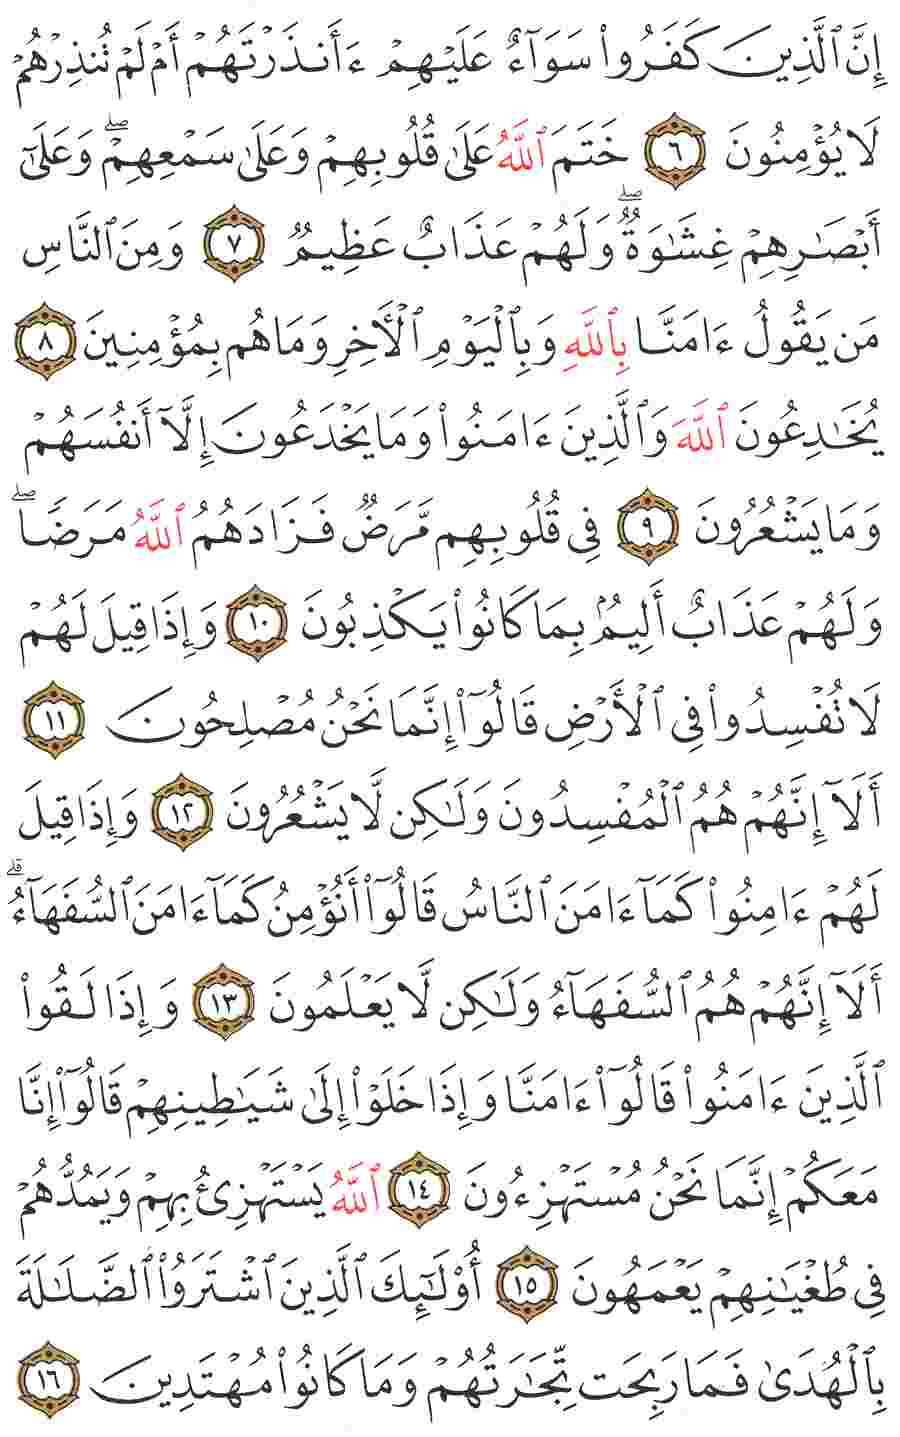 إِنَّ ٱلَّذِينَ كَفَرُوا۟ سَوَآءٌ عَلَيْهِمْ ءَأَنذَرْتَهُمْ أَمْ لَمْ تُنذِرْهُمْ
لَا يُؤْمِنُونَ ٦ خَتَمَ ٱللَّهُ عَلَىٰ قُلُوبِهِمْ وَعَلَىٰ سَمْعِهِمْ ۖ وَعَلَىٰٓ
أَبْصَـٰرِهِمْ غِشَـٰوَةٌ ۖ وَلَهُمْ عَذَابٌ عَظِيمٌ ٧ وَمِنَ ٱلنَّاسِ
مَن يَقُولُ ءَامَنَّا بِٱللَّهِ وَبِٱلْيَوْمِ ٱلْـَٔاخِرِ وَمَا هُم بِمُؤْمِنِينَ ٨
يُخَـٰدِعُونَ ٱللَّهَ وَٱلَّذِينَ ءَامَنُوا۟ وَمَا يَخْدَعُونَ إِلَّآ أَنفُسَهُمْ
وَمَا يَشْعُرُونَ ٩ فِى قُلُوبِهِم مَّرَضٌ فَزَادَهُمُ ٱللَّهُ مَرَضًا ۖ
وَلَهُمْ عَذَابٌ أَلِيمٌۢ بِمَا كَانُوا۟ يَكْذِبُونَ ١٠ وَإِذَا قِيلَ لَهُمْ
لَا تُفْسِدُوا۟ فِى ٱلْأَرْضِ قَالُوٓا۟ إِنَّمَا نَحْنُ مُصْلِحُونَ ١١
أَلَآ إِنَّهُمْ هُمُ ٱلْمُفْسِدُونَ وَلَـٰكِن لَّا يَشْعُرُونَ ١٢ وَإِذَا قِيلَ
لَهُمْ ءَامِنُوا۟ كَمَآ ءَامَنَ ٱلنَّاسُ قَالُوٓا۟ أَنُؤْمِنُ كَمَآ ءَامَنَ ٱلسُّفَهَآءُ ۗ
أَلَآ إِنَّهُمْ هُمُ ٱلسُّفَهَآءُ وَلَـٰكِن لَّا يَعْلَمُونَ ١٣ وَإِذَا لَقُوا۟
ٱلَّذِينَ ءَامَنُوا۟ قَالُوٓا۟ ءَامَنَّا وَإِذَا خَلَوْا۟ إِلَىٰ شَيَـٰطِينِهِمْ قَالُوٓا۟ إِنَّا
مَعَكُمْ إِنَّمَا نَحْنُ مُسْتَهْزِءُونَ ١٤ ٱللَّهُ يَسْتَهْزِئُ بِهِمْ وَيَمُدُّهُمْ
فِى طُغْيَـٰنِهِمْ يَعْمَهُونَ ١٥ أُو۟لَـٰٓئِكَ ٱلَّذِينَ ٱشْتَرَوُا۟ ٱلضَّلَـٰلَةَ
بِٱلْهُدَىٰ فَمَا رَبِحَت تِّجَـٰرَتُهُمْ وَمَا كَانُوا۟ مُهْتَدِينَ ١٦